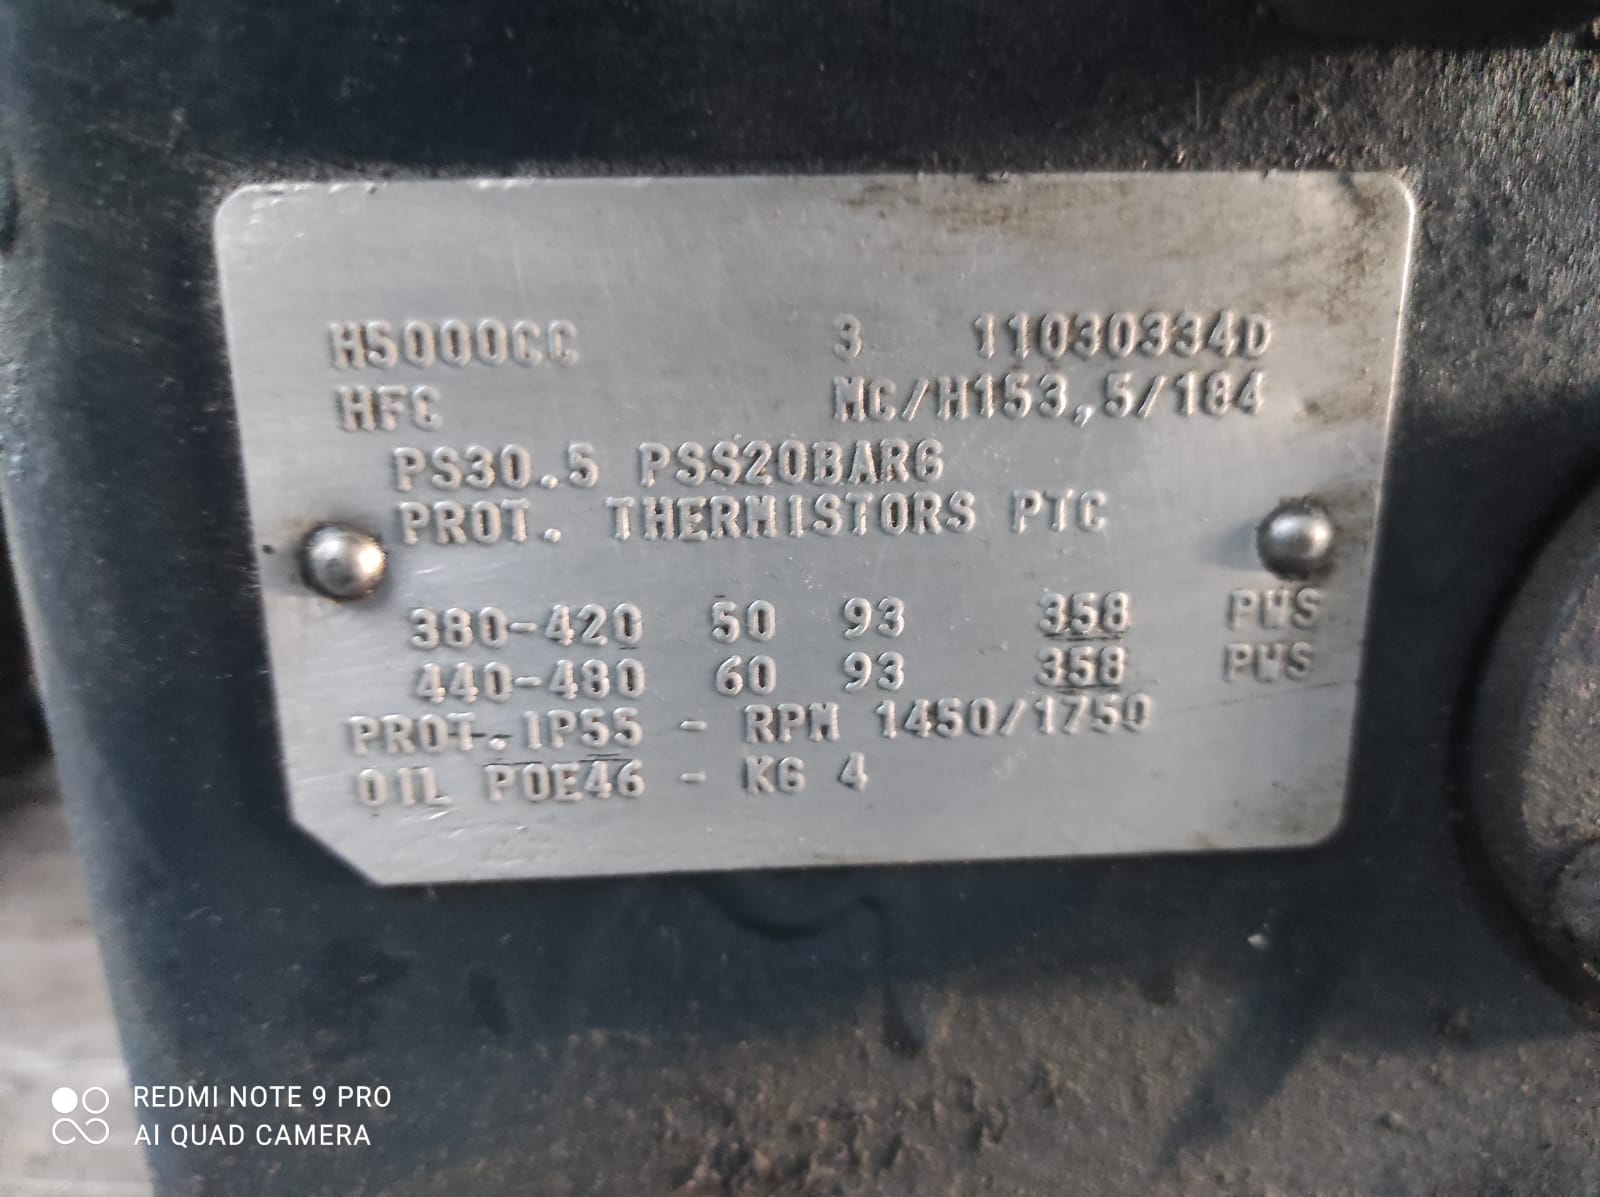 H5000CC 3 11030334D
HFC MC/H153,5/184
PS30.5 PSS20BARG
PROT. THERMISTORS PTC
380-420 50 93 358 PWS
440-480 60 93 358 PWS
PROT.IP55 - RPM 1450/1750
OIL POE46 - KG 4
REDMI NOTE 9 PRO
AI QUAD CAMERA